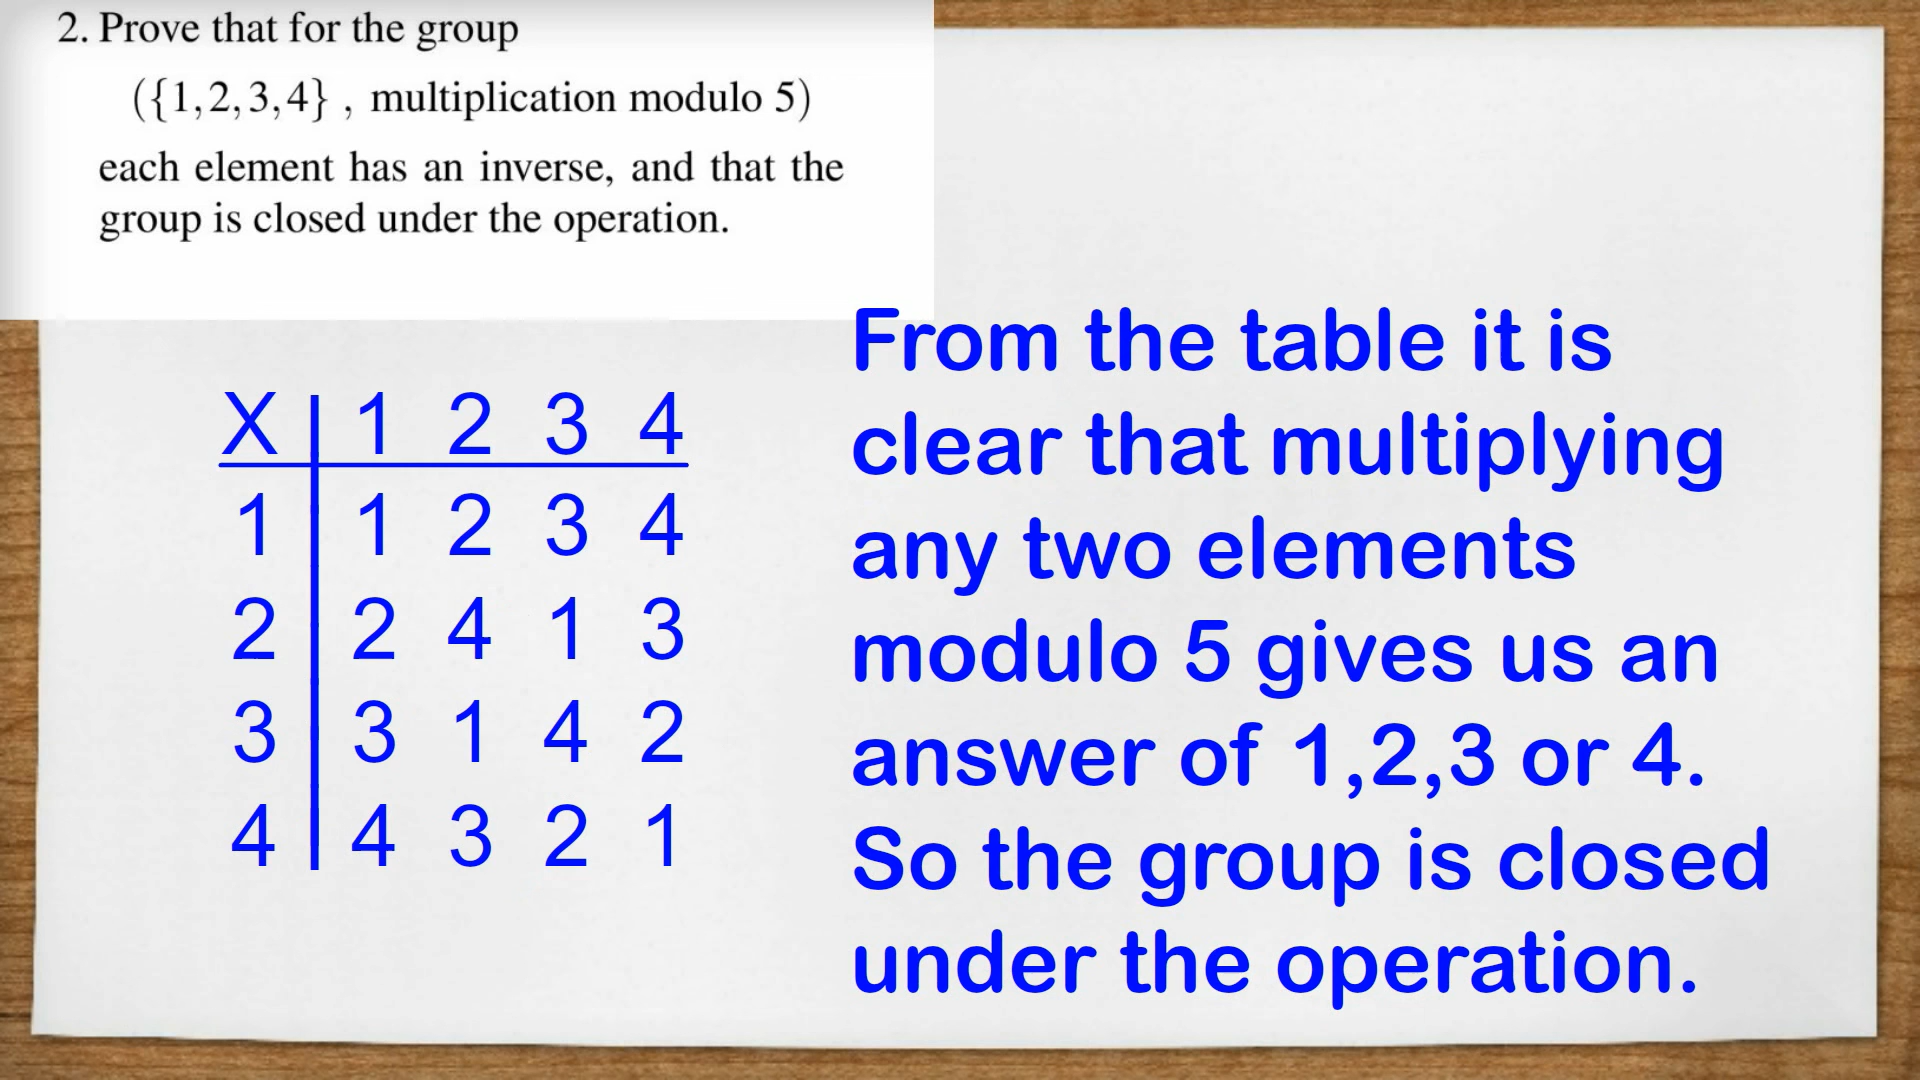 2. Prove that for the group
({1,2,3,4} , multiplication modulo 5)
each element has an inverse, and that the
group is closed under the operation.
X 1 2 3 4
1 1 2 3 4
2 2 4 1 3
3 3 1 4 2
4 4 3 2 1
From the table it is
clear that multiplying
any two elements
modulo 5 gives us an
answer of 1,2,3 or 4.
So the group is closed
under the operation.